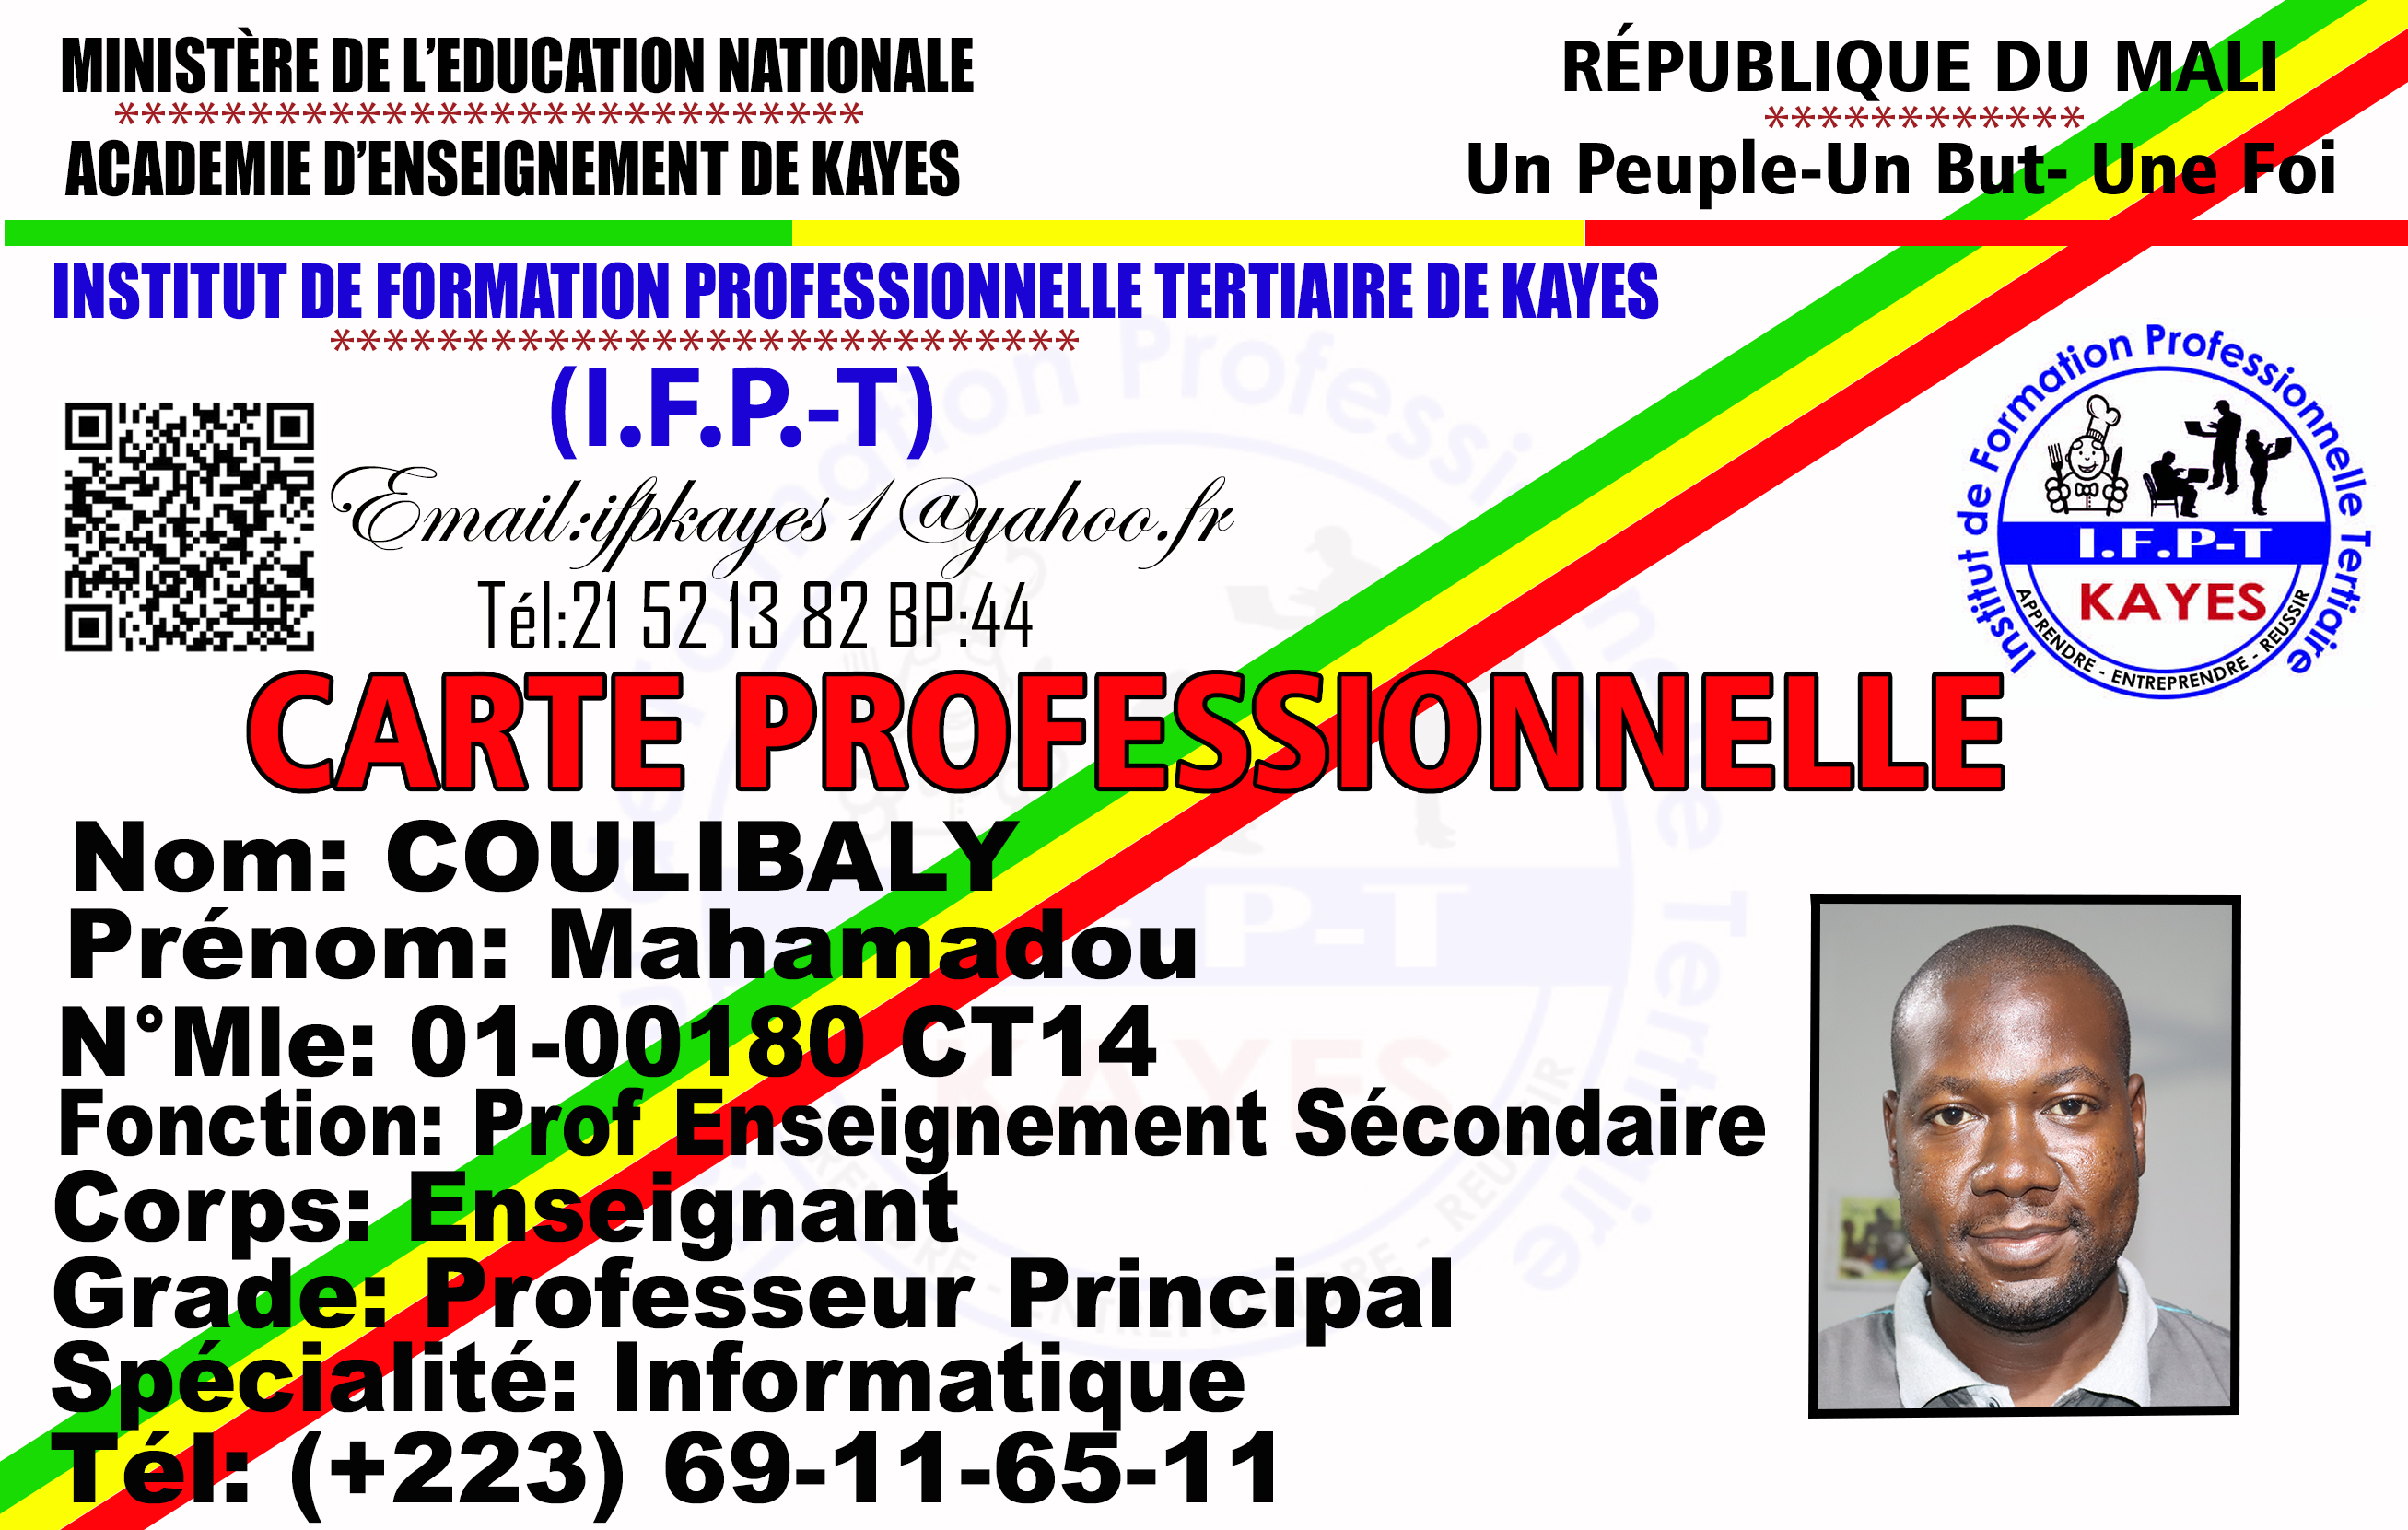 MINISTÈRE DE L'EDUCATION NATIONALE
****************************
ACADEMIE D'ENSEIGNEMENT DE KAYES
RÉPUBLIQUE DU MALI
************
Un Peuple-Un But- Une Foi
INSTITUT DE FORMATION PROFESSIONNELLE TERTIAIRE DE KAYES
****************************
(I.F.P.-T)
Email:ifpkayes1@yahoo.fr
Tél:21 52 13 82 BP:44
Institut de Formation Professionnelle Tertiaire
I.F.P-T
KAYES
APPRENDRE - ENTREPRENDRE - REUSSIR
CARTE PROFESSIONNELLE
Nom: COULIBALY
Prénom: Mahamadou
N°Mle: 01-00180 CT14
Fonction: Prof Enseignement Sécondaire
Corps: Enseignant
Grade: Professeur Principal
Spécialité: Informatique
Tél: (+223) 69-11-65-11